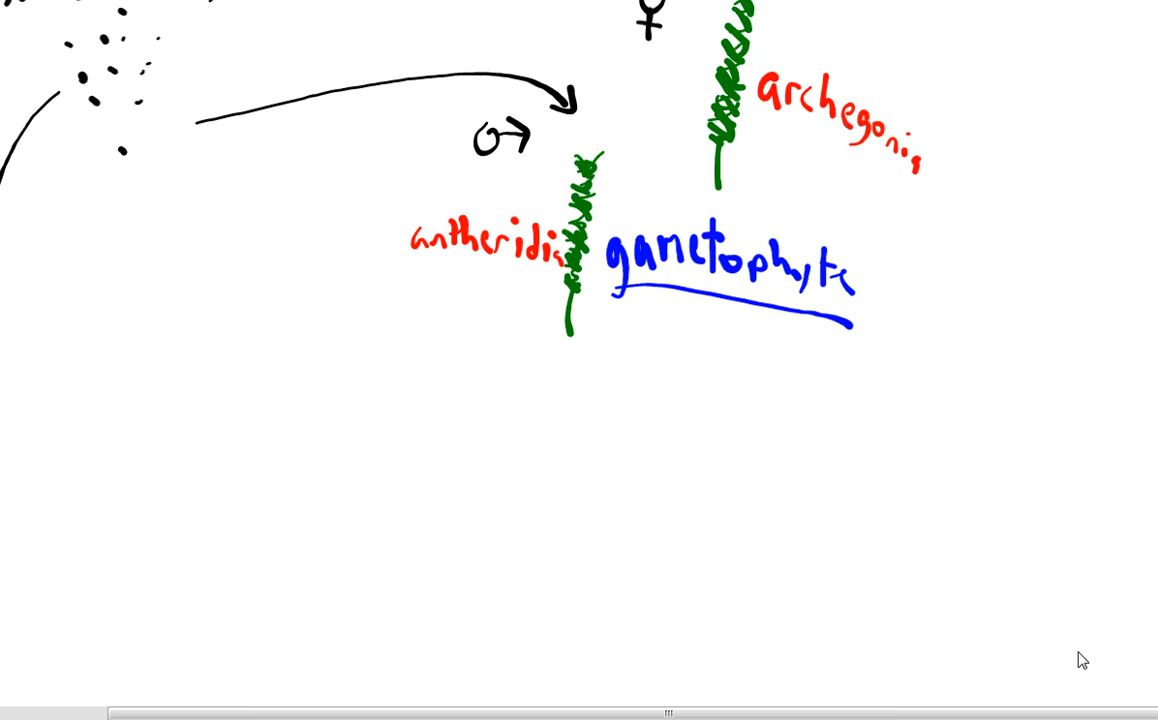 ♀
archegonia
♂
antheridia
gametophyte